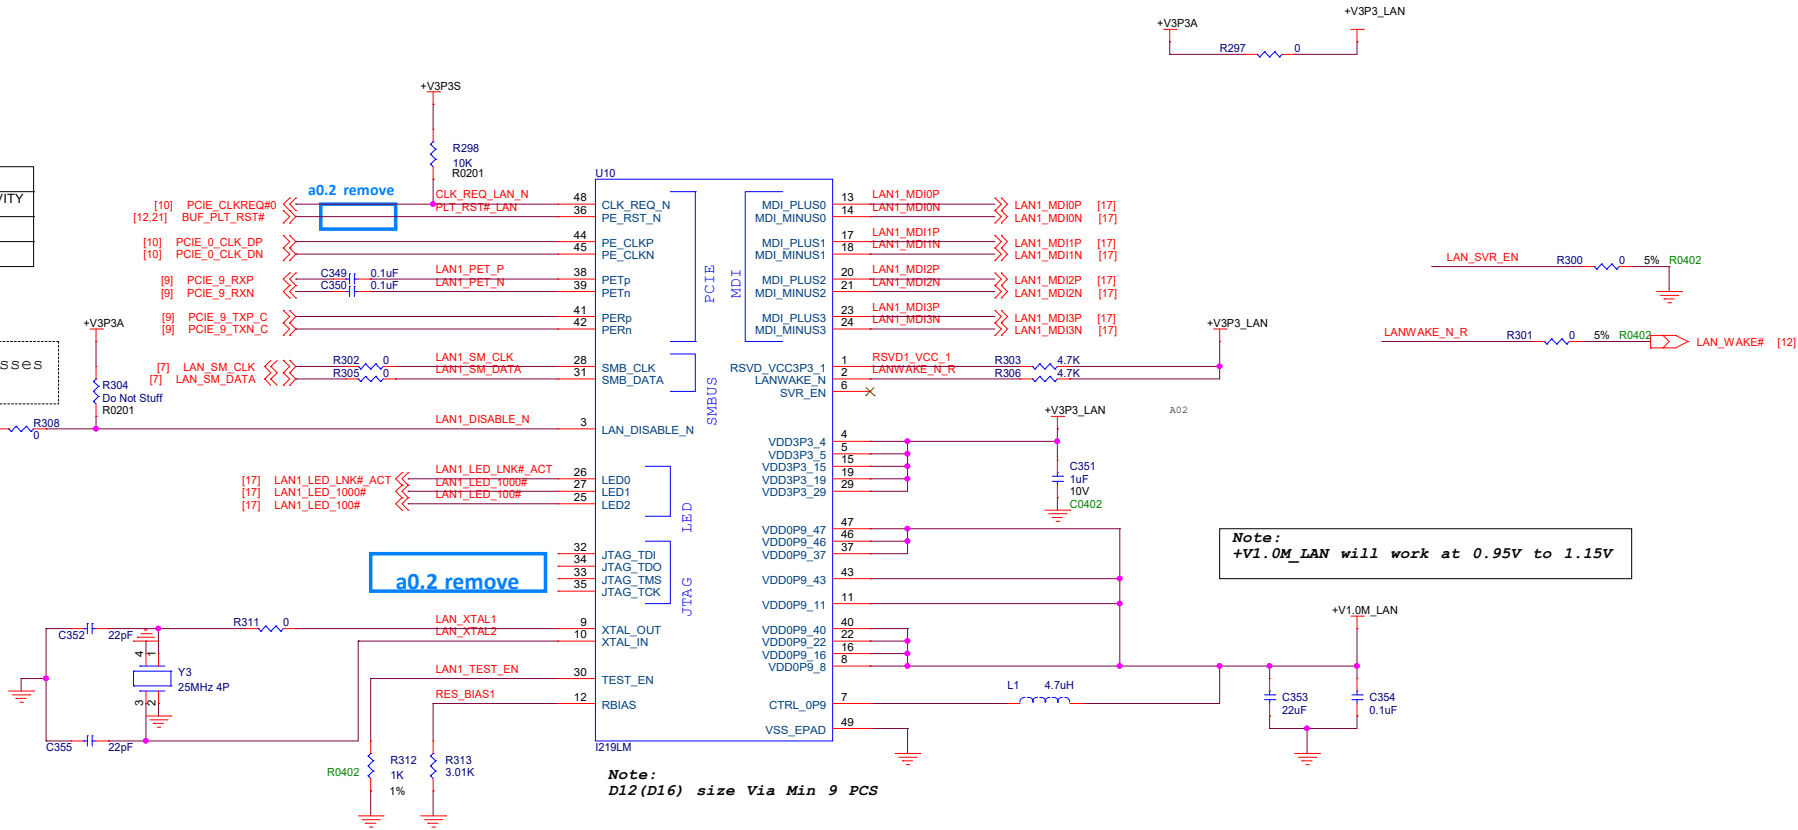 +V3P3A
+V3P3_LAN
R297
0
+V3P3S
R298
10K
R0201
U10
a0.2 remove
VITY
[10] PCIE_CLKREQ#0
[12,21] BUF_PLT_RST#
CLK_REQ_LAN_N
PLT_RST#_LAN
48
36
CLK_REQ_N
PE_RST_N
[10] PCIE_0_CLK_DP
[10] PCIE_0_CLK_DN
44
45
PE_CLKP
PE_CLKN
[9] PCIE_9_RXP
[9] PCIE_9_RXN
C349 0.1uF
C350 0.1uF
LAN1_PET_P
LAN1_PET_N
38
39
PETp
PETn
[9] PCIE_9_TXP_C
[9] PCIE_9_TXN_C
41
42
PERp
PERn
PCIE
MDI
MDI_PLUS0
MDI_MINUS0
13
14
LAN1_MDI0P
LAN1_MDI0N
LAN1_MDI0P [17]
LAN1_MDI0N [17]
MDI_PLUS1
MDI_MINUS1
17
18
LAN1_MDI1P
LAN1_MDI1N
LAN1_MDI1P [17]
LAN1_MDI1N [17]
MDI_PLUS2
MDI_MINUS2
20
21
LAN1_MDI2P
LAN1_MDI2N
LAN1_MDI2P [17]
LAN1_MDI2N [17]
MDI_PLUS3
MDI_MINUS3
23
24
LAN1_MDI3P
LAN1_MDI3N
LAN1_MDI3P [17]
LAN1_MDI3N [17]
LAN_SVR_EN
R300 0 5% R0402
LANWAKE_N_R
R301 0 5% R0402
LAN_WAKE# [12]
+V3P3A
sses
R304
Do Not Stuff
R0201
R308
0
[7] LAN_SM_CLK
[7] LAN_SM_DATA
R302 0
R305 0
LAN1_SM_CLK
LAN1_SM_DATA
28
31
SMB_CLK
SMB_DATA
SMBUS
RSVD_VCC3P3_1
LANWAKE_N
SVR_EN
1
2
6
RSVD1_VCC_1
LANWAKE_N_R
R303 4.7K
R306 4.7K
+V3P3_LAN
A02
LAN1_DISABLE_N
3
LAN_DISABLE_N
VDD3P3_4
VDD3P3_5
VDD3P3_15
VDD3P3_19
VDD3P3_29
4
5
15
19
29
+V3P3_LAN
C351
1uF
10V
C0402
[17] LAN1_LED_LNK#_ACT
[17] LAN1_LED_1000#
[17] LAN1_LED_100#
LAN1_LED_LNK#_ACT
LAN1_LED_1000#
LAN1_LED_100#
26
27
25
LED0
LED1
LED2
LED
a0.2 remove
32
34
33
35
JTAG_TDI
JTAG_TDO
JTAG_TMS
JTAG_TCK
JTAG
VDD0P9_47
VDD0P9_46
VDD0P9_37
47
46
37
VDD0P9_43
43
VDD0P9_11
11
VDD0P9_40
VDD0P9_22
VDD0P9_16
VDD0P9_8
40
22
16
8
Note:
+V1.0M_LAN will work at 0.95V to 1.15V
+V1.0M_LAN
C353
22uF
C354
0.1uF
L1 4.7uH
CTRL_0P9
7
VSS_EPAD
49
C352 22pF
R311 0
LAN_XTAL1
LAN_XTAL2
9
10
XTAL_OUT
XTAL_IN
4 1
3 2
Y3
25MHz 4P
C355 22pF
LAN1_TEST_EN
30
TEST_EN
RES_BIAS1
12
RBIAS
R0402
R312
1K
1%
R313
3.01K
I219LM
Note:
D12(D16) size Via Min 9 PCS